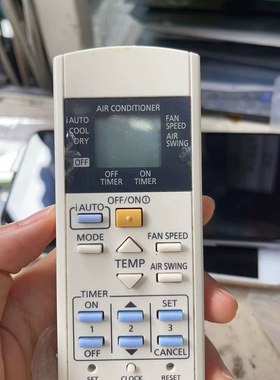 AIR CONDITIONER
iAUTO
COOL
DRY
OFF
FAN
SPEED
AIR
SWING
OFF
TIMER
ON
TIMER
OFF/ON
iAUTO
MODE
FAN SPEED
TEMP
AIR SWING
TIMER
ON
SET
1
2
3
OFF
CANCEL
SET
CLOCK
RESET